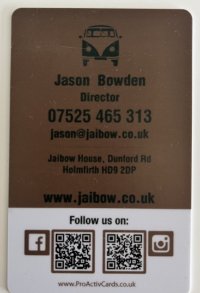 Jason Bowden
Director
07525 465 313
jason@jaibow.co.uk
Jaibow House, Dunford Rd
Holmfirth HD9 2DP
www.jaibow.co.uk
Follow us on:
www.ProActivCards.co.uk